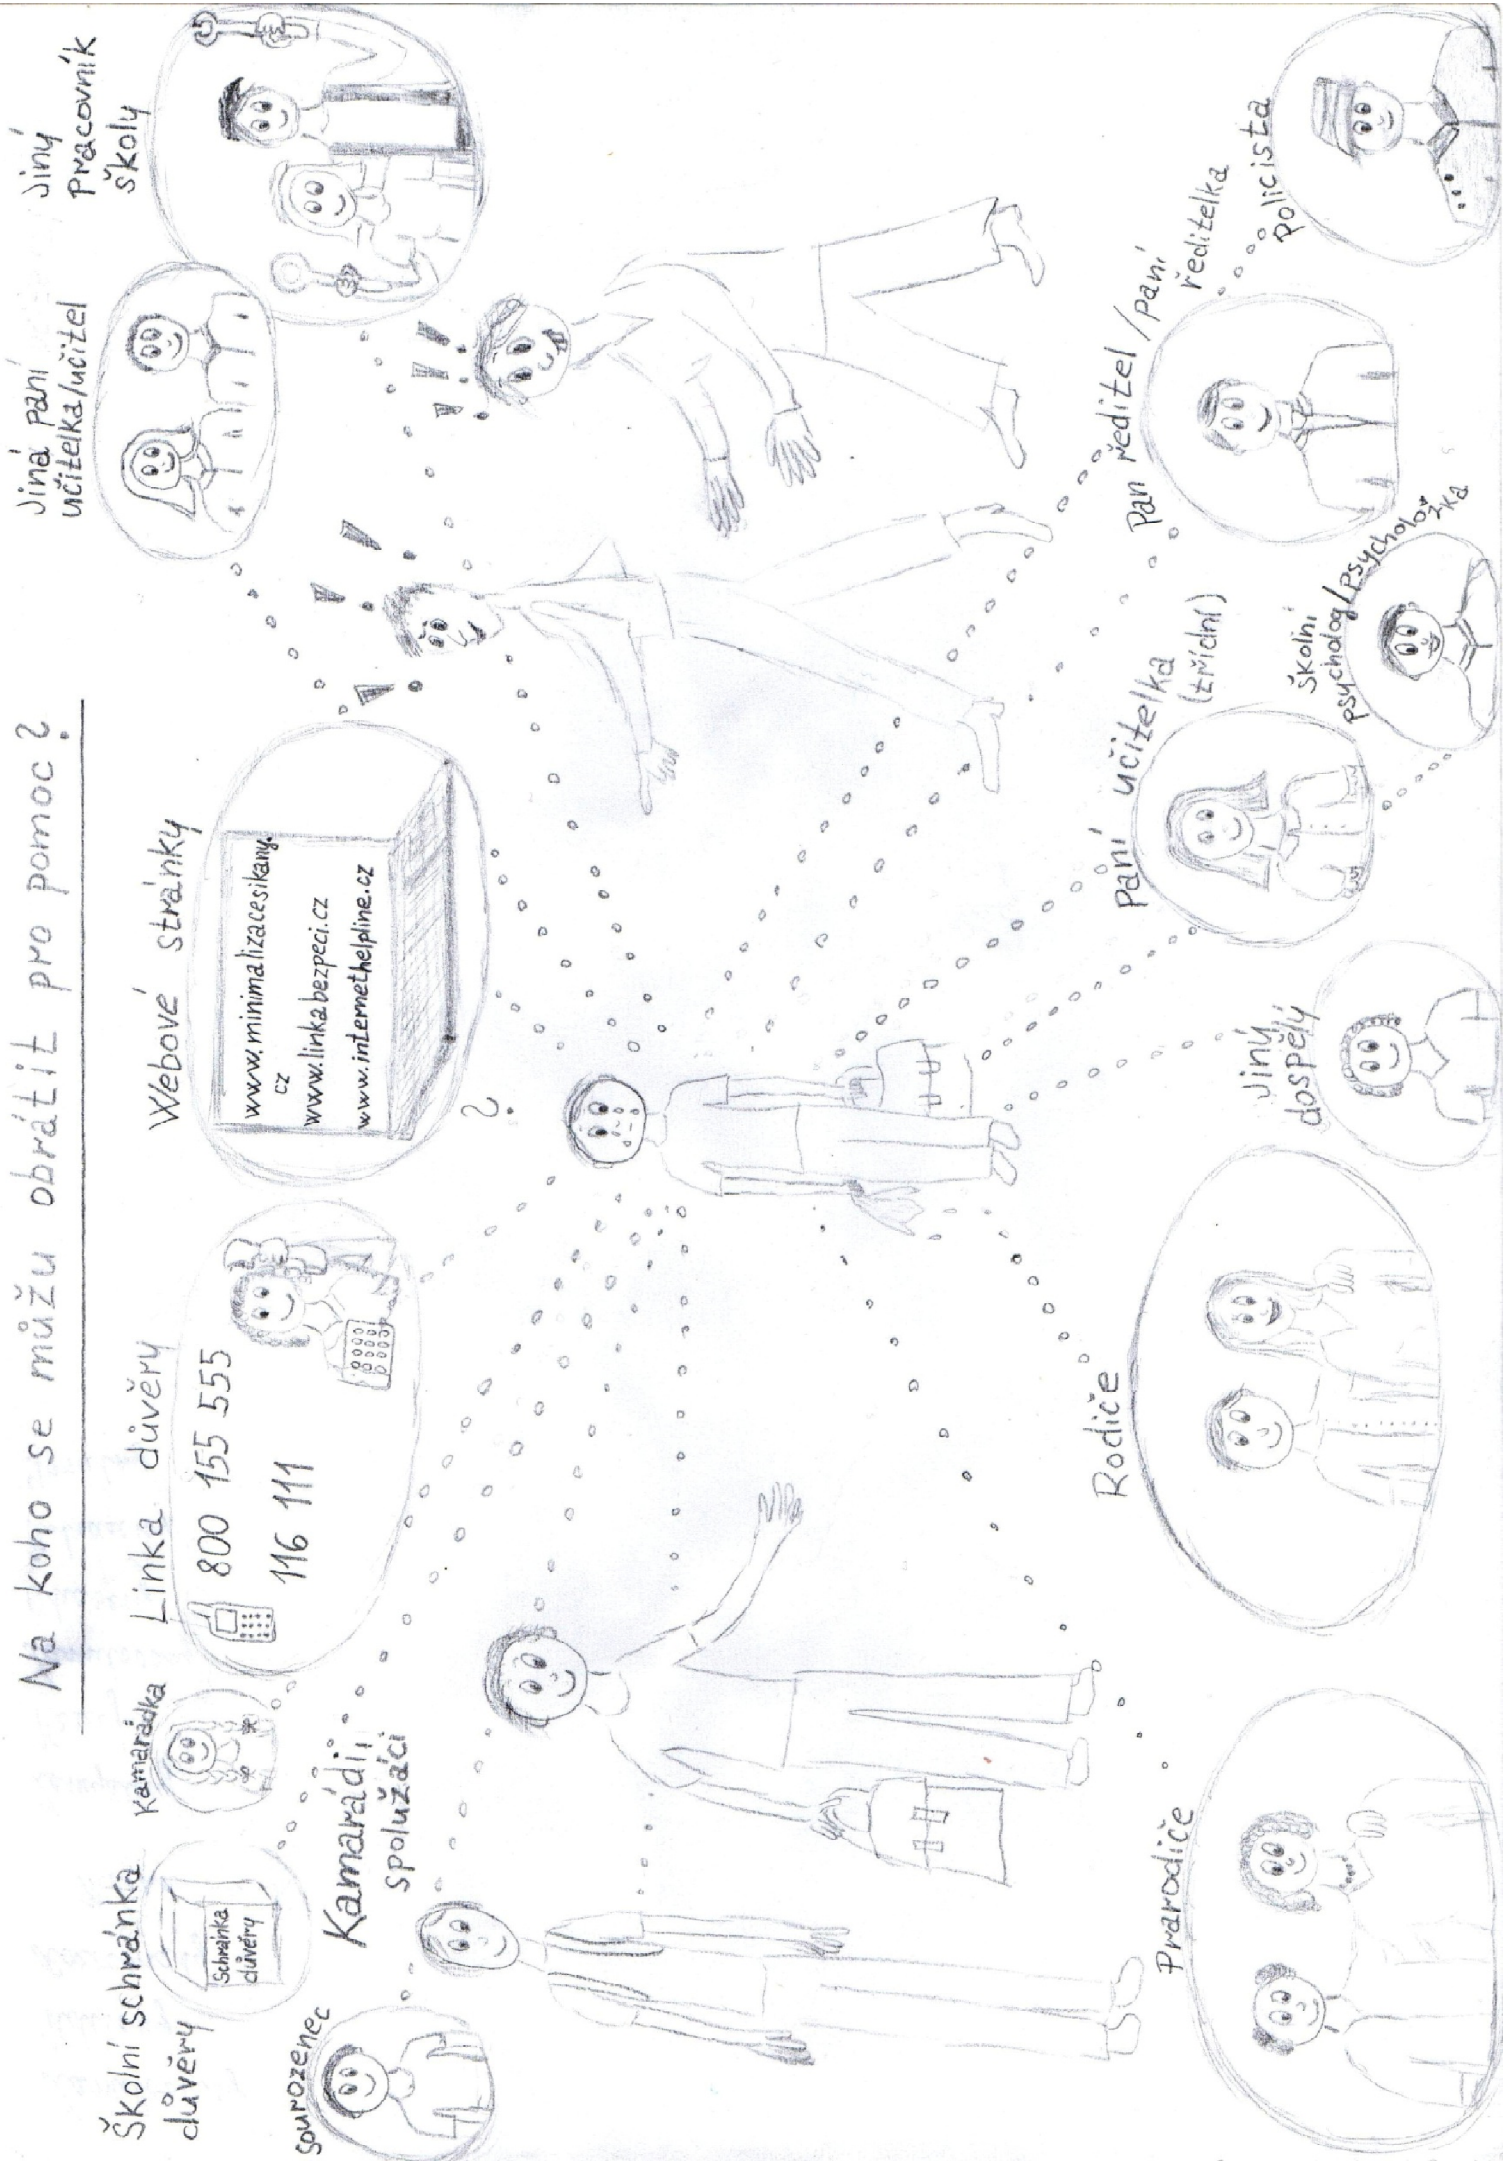 Na koho se můžu obrátit pro pomoc?
Školní schránka
důvěry
Schránka
důvěry
Kamarádka
Linka důvěry
800 155 555
116 111
Webové stránky
www.minimalizacesikany.
cz
www.linkabezpeci.cz
www.internethelpline.cz
?
Jiná paní
učitelka/učitel
Jiný
pracovník
školy
sourozenec
Kamarádi,
spolužáci
! ! !
! ! !
Prarodiče
Rodiče
Jiný
dospělý
Paní učitelka
(třídní)
Školní
psycholog/psycholož
ka
Pan ředitel/paní
ředitelka
policista